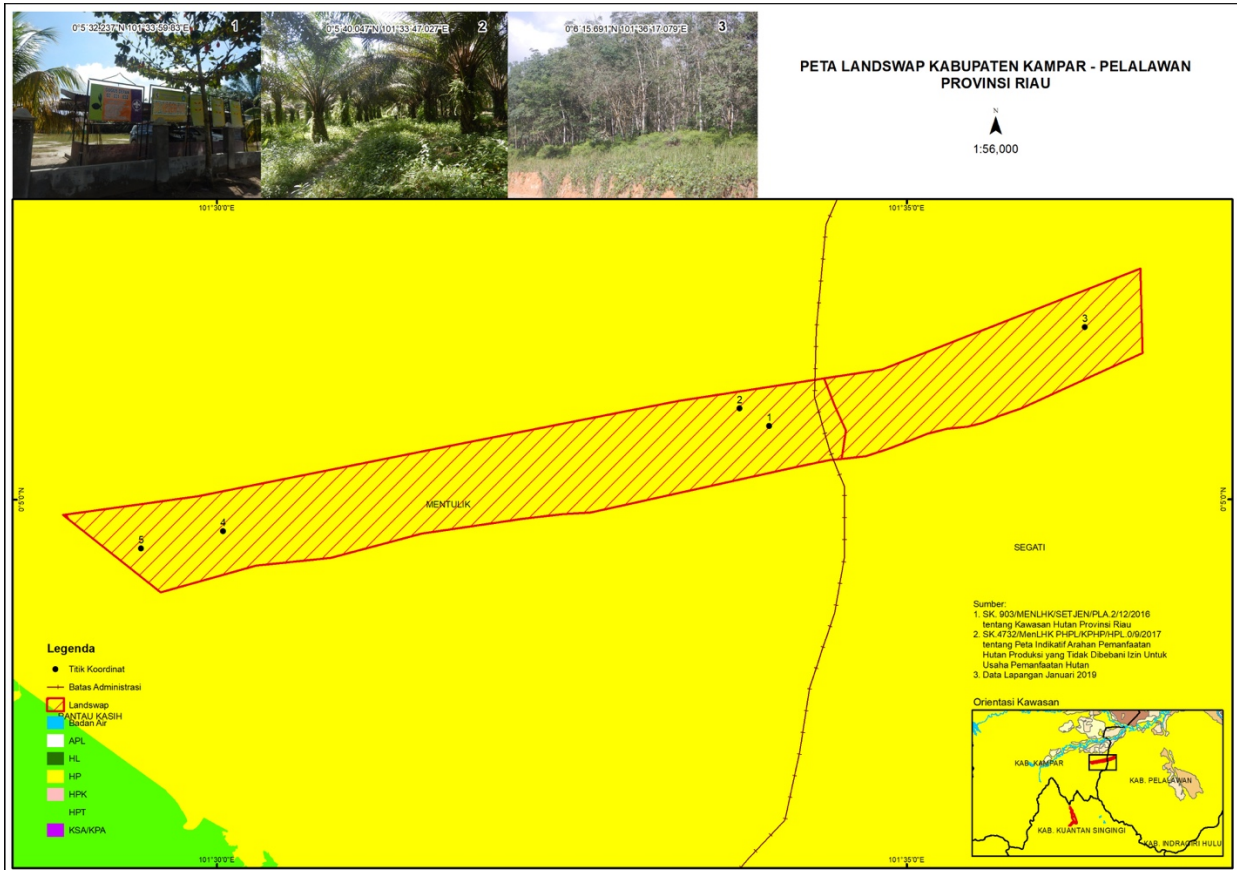 0°5'32.237"N 101°33'59.83"E
1
0°5'40.047"N 101°33'47.027"E
2
0°6'15.691"N 101°36'17.079"E
3
PETA LANDSWAP KABUPATEN KAMPAR - PELALAWAN
PROVINSI RIAU
N
1:56,000
101°30'0"E
101°35'0"E
3
2
1
0°5'0"N
0°5'0"N
MENTULIK
4
5
SEGATI
Sumber:
1. SK. 903/MENLHK/SETJEN/PLA.2/12/2016
tentang Kawasan Hutan Provinsi Riau
2. SK.4732/MenLHK PHPL/KPHP/HPL.0/9/2017
tentang Peta Indikatif Arahan Pemanfaatan
Hutan Produksi yang Tidak Dibebani Izin Untuk
Usaha Pemanfaatan Hutan
3. Data Lapangan Januari 2019
Legenda
Titik Koordinat
Batas Administrasi
Landswap
RANTAU KASIH
Badan Air
APL
HL
HP
HPK
HPT
KSA/KPA
Orientasi Kawasan
KAB. KAMPAR
KAB. PELALAWAN
KAB. KUANTAN SINGINGI
KAB. INDRAGIRI HULU
101°30'0"E
101°35'0"E